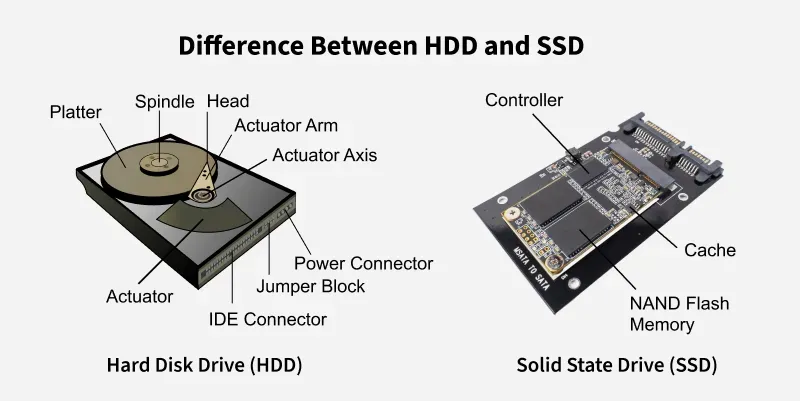 Difference Between HDD and SSD
Platter
Spindle
Head
Actuator Arm
Actuator Axis
Power Connector
Jumper Block
IDE Connector
Actuator
Hard Disk Drive (HDD)
Controller
Cache
NAND Flash
Memory
MSATA TO SATA
Solid State Drive (SSD)